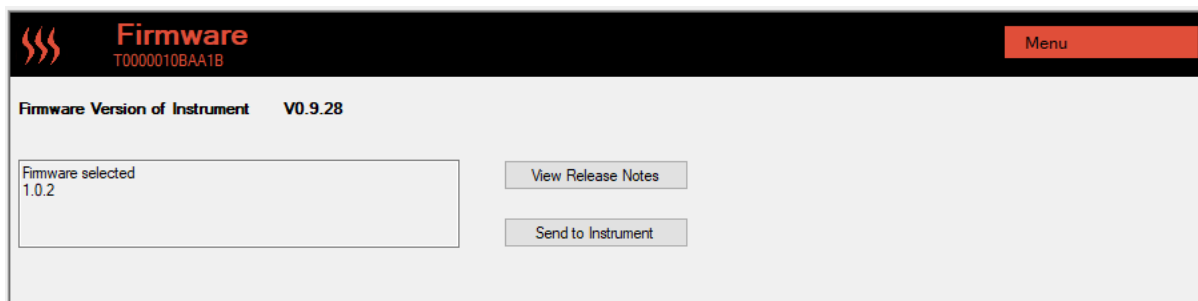 Firmware
T0000010BAA1B
Menu
Firmware Version of Instrument V0.9.28
Firmware selected
1.0.2
View Release Notes
Send to Instrument